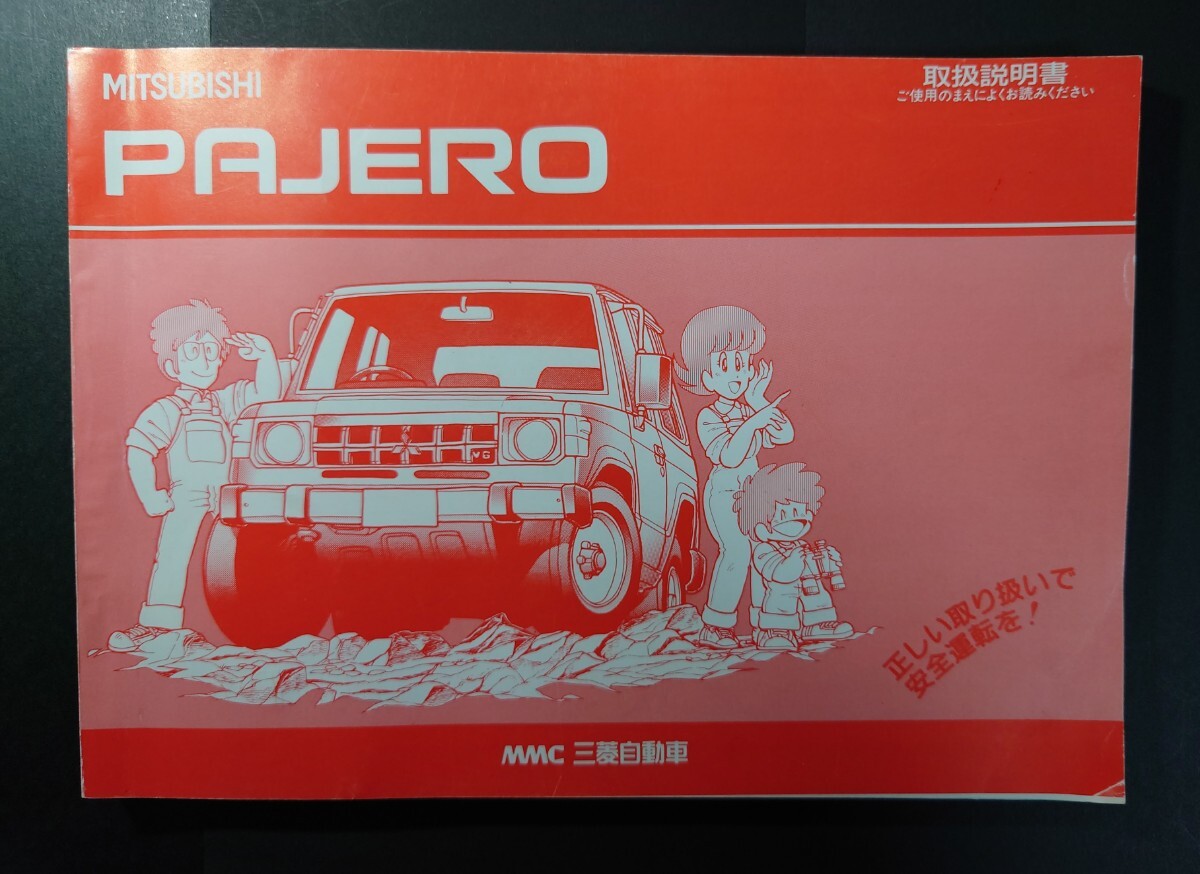 MITSUBISHI
取扱説明書
ご使用のまえによくお読みください
PAJERO
正しい取り扱いで
安全運転を!
MMC 三菱自動車